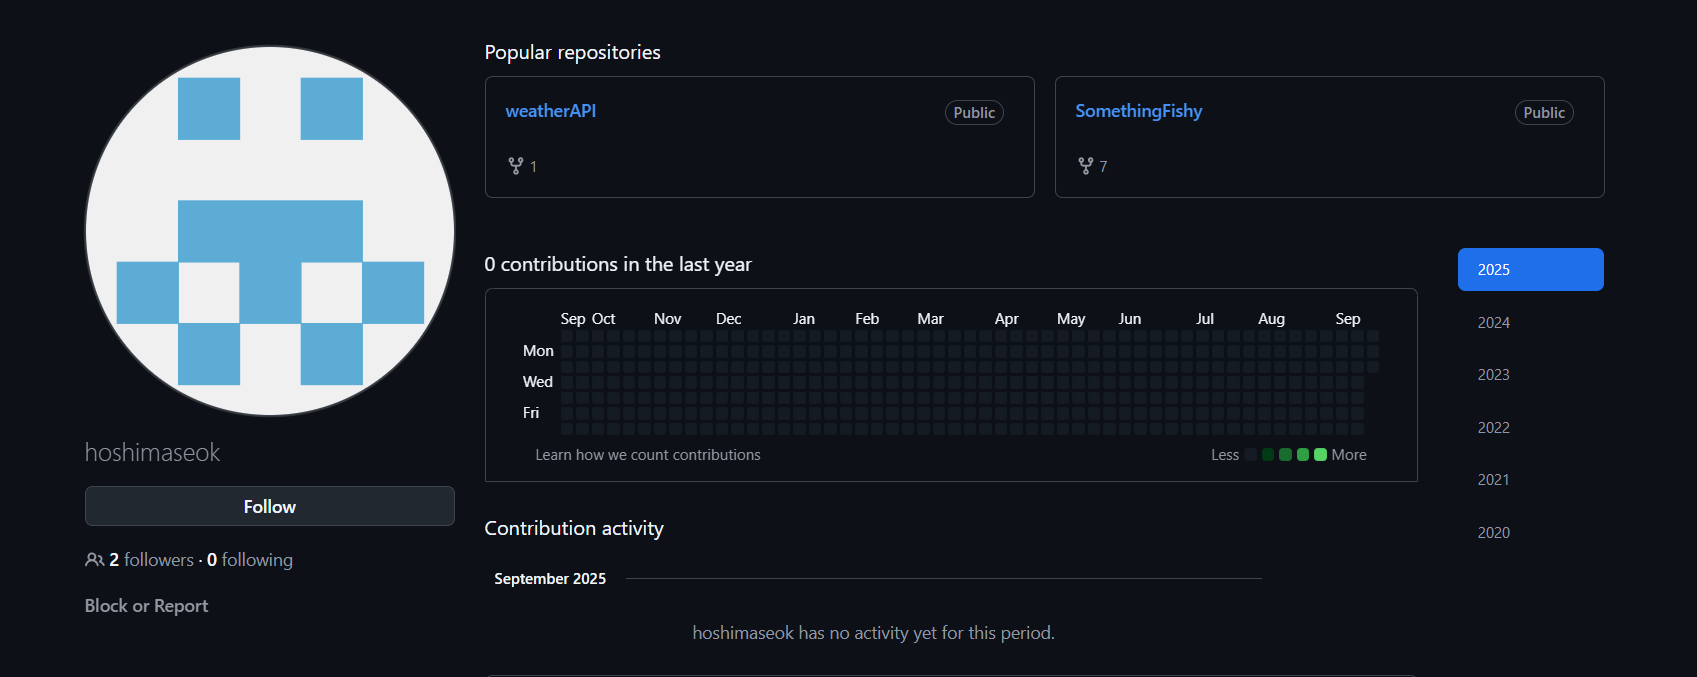 hoshimaseok
Follow
2 followers · 0 following
Block or Report
Popular repositories
weatherAPI
Public
1
SomethingFishy
Public
7
0 contributions in the last year
Sep Oct Nov Dec Jan Feb Mar Apr May Jun Jul Aug Sep
Mon
Wed
Fri
Learn how we count contributions
Less More
2025
2024
2023
2022
2021
2020
Contribution activity
September 2025
hoshimaseok has no activity yet for this period.